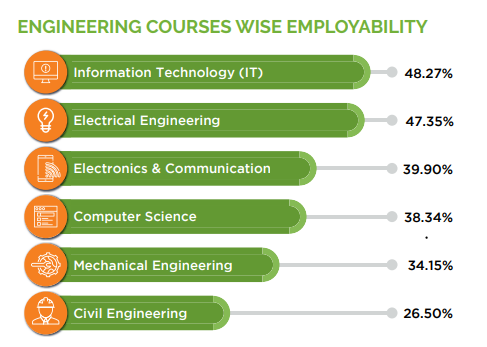 ENGINEERING COURSES WISE EMPLOYABILITY
Information Technology (IT) 48.27%
Electrical Engineering 47.35%
Electronics & Communication 39.90%
Computer Science 38.34%
Mechanical Engineering 34.15%
Civil Engineering 26.50%